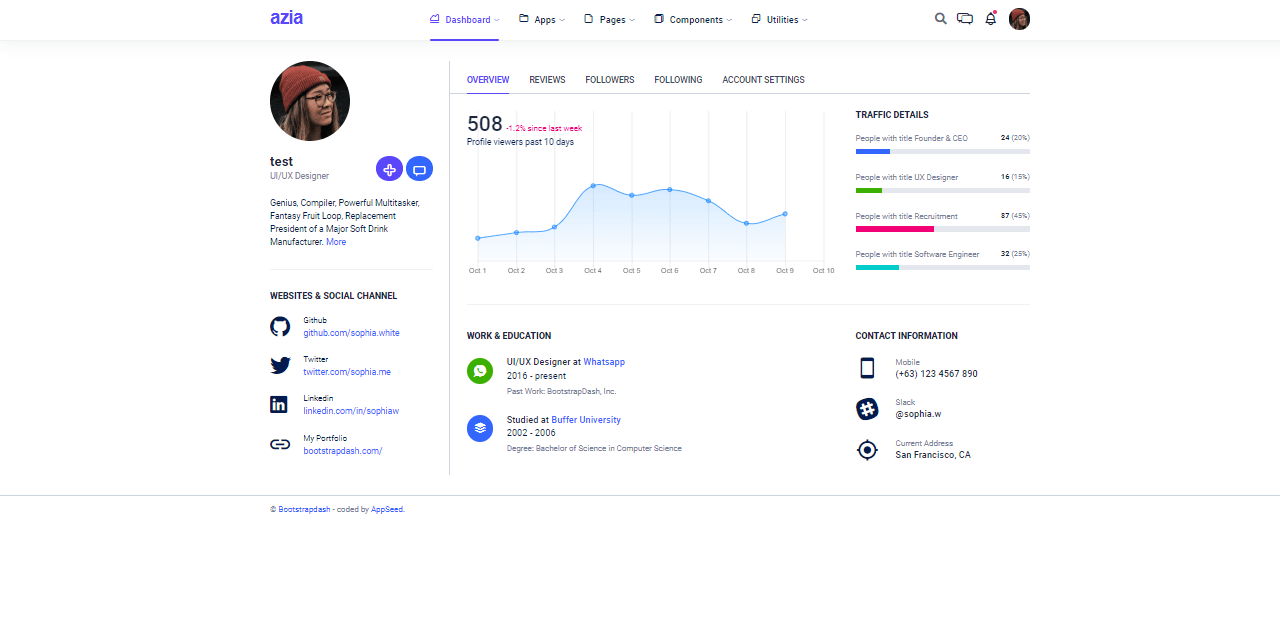 azia
Dashboard
Apps
Pages
Components
Utilities
test
UI/UX Designer
Genius, Compiler, Powerful Multitasker,
Fantasy Fruit Loop, Replacement
President of a Major Soft Drink
Manufacturer. More
WEBSITES & SOCIAL CHANNEL
Github
github.com/sophia.white
Twitter
twitter.com/sophia.me
Linkedin
linkedin.com/in/sophiaw
My Portfolio
bootstrapdash.com/
OVERVIEW
REVIEWS
FOLLOWERS
FOLLOWING
ACCOUNT SETTINGS
508 -1.2% since last week
Profile viewers past 10 days
Oct 1
Oct 2
Oct 3
Oct 4
Oct 5
Oct 6
Oct 7
Oct 8
Oct 9
Oct 10
TRAFFIC DETAILS
People with title Founder & CEO 24 (20%)
People with title UX Designer 16 (15%)
People with title Recruitment 87 (45%)
People with title Software Engineer 32 (25%)
WORK & EDUCATION
UI/UX Designer at Whatsapp
2016 - present
Past Work: BootstrapDash, Inc.
Studied at Buffer University
2002 - 2006
Degree: Bachelor of Science in Computer Science
CONTACT INFORMATION
Mobile
(+63) 123 4567 890
Slack
@sophia.w
Current Address
San Francisco, CA
© Bootstrapdash - coded by AppSeed.